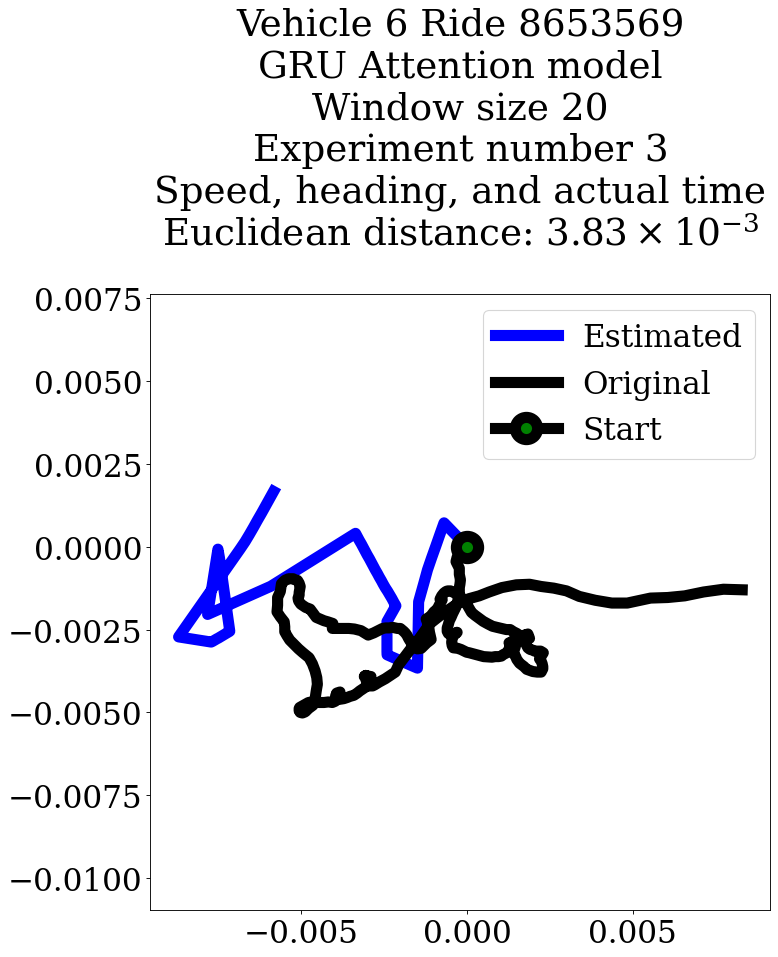 Vehicle 6 Ride 8653569
GRU Attention model
Window size 20
Experiment number 3
Speed, heading, and actual time
Euclidean distance: 3.83 × 10⁻³
0.0075
0.0050
0.0025
0.0000
−0.0025
−0.0050
−0.0075
−0.0100
Estimated
Original
Start
−0.005 0.000 0.005